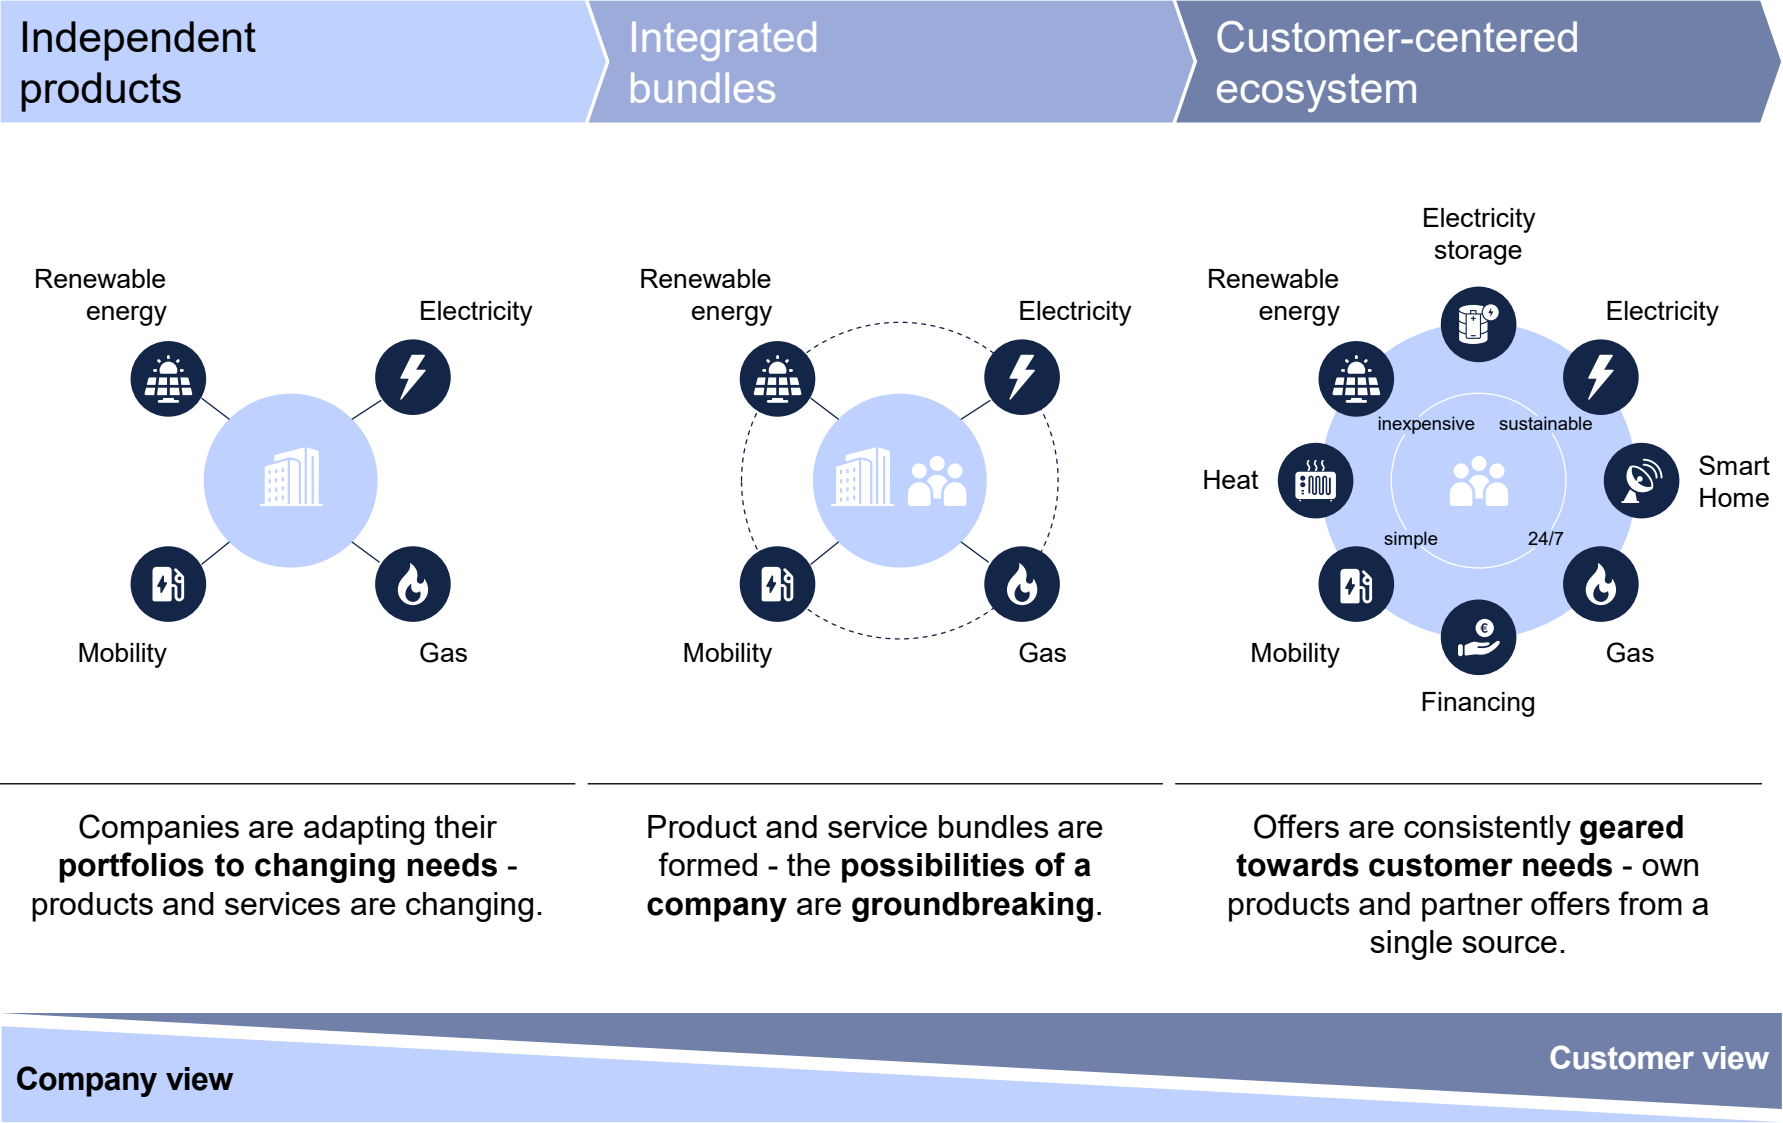 Independent
products
Integrated
bundles
Customer-centered
ecosystem
Renewable
energy
Electricity
Mobility
Gas
Renewable
energy
Electricity
Mobility
Gas
Electricity
storage
Renewable
energy
Electricity
inexpensive
sustainable
Heat
Smart
Home
simple
24/7
Mobility
Gas
€
Financing
Companies are adapting their
portfolios to changing needs -
products and services are changing.
Product and service bundles are
formed - the possibilities of a
company are groundbreaking.
Offers are consistently geared
towards customer needs - own
products and partner offers from a
single source.
Company view
Customer view